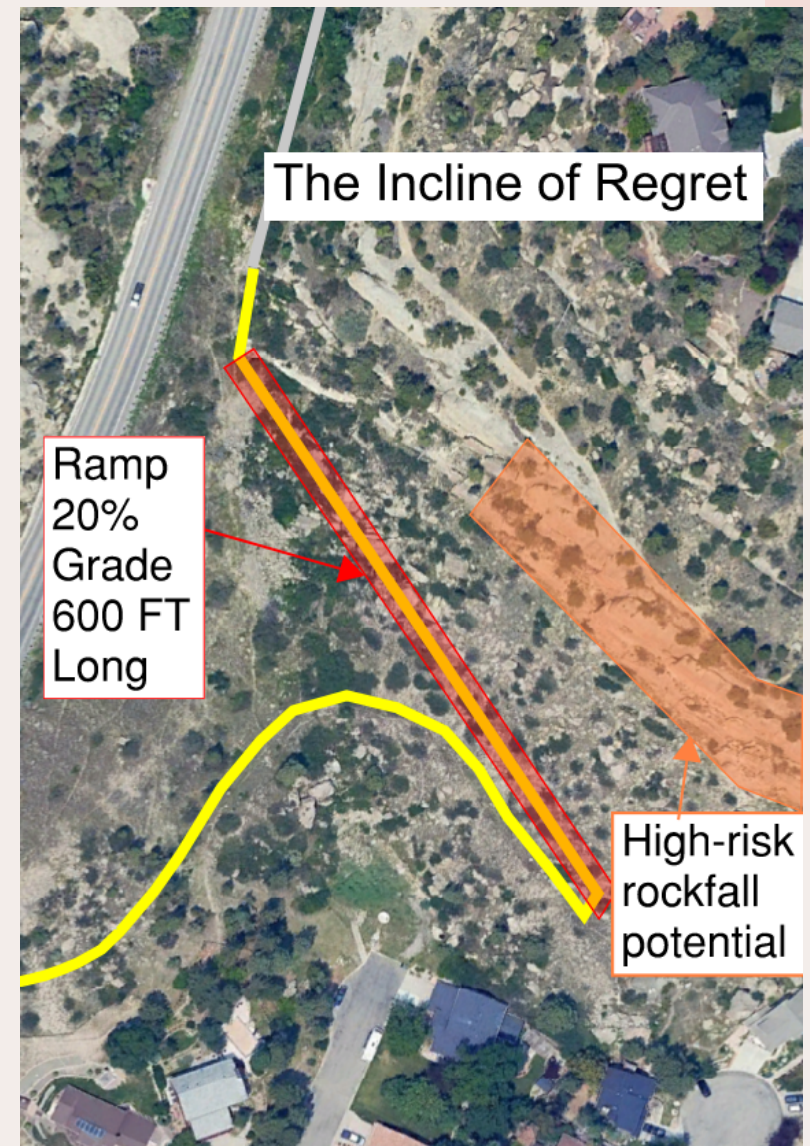 The Incline of Regret
Ramp
20%
Grade
600 FT
Long
High-risk
rockfall
potential